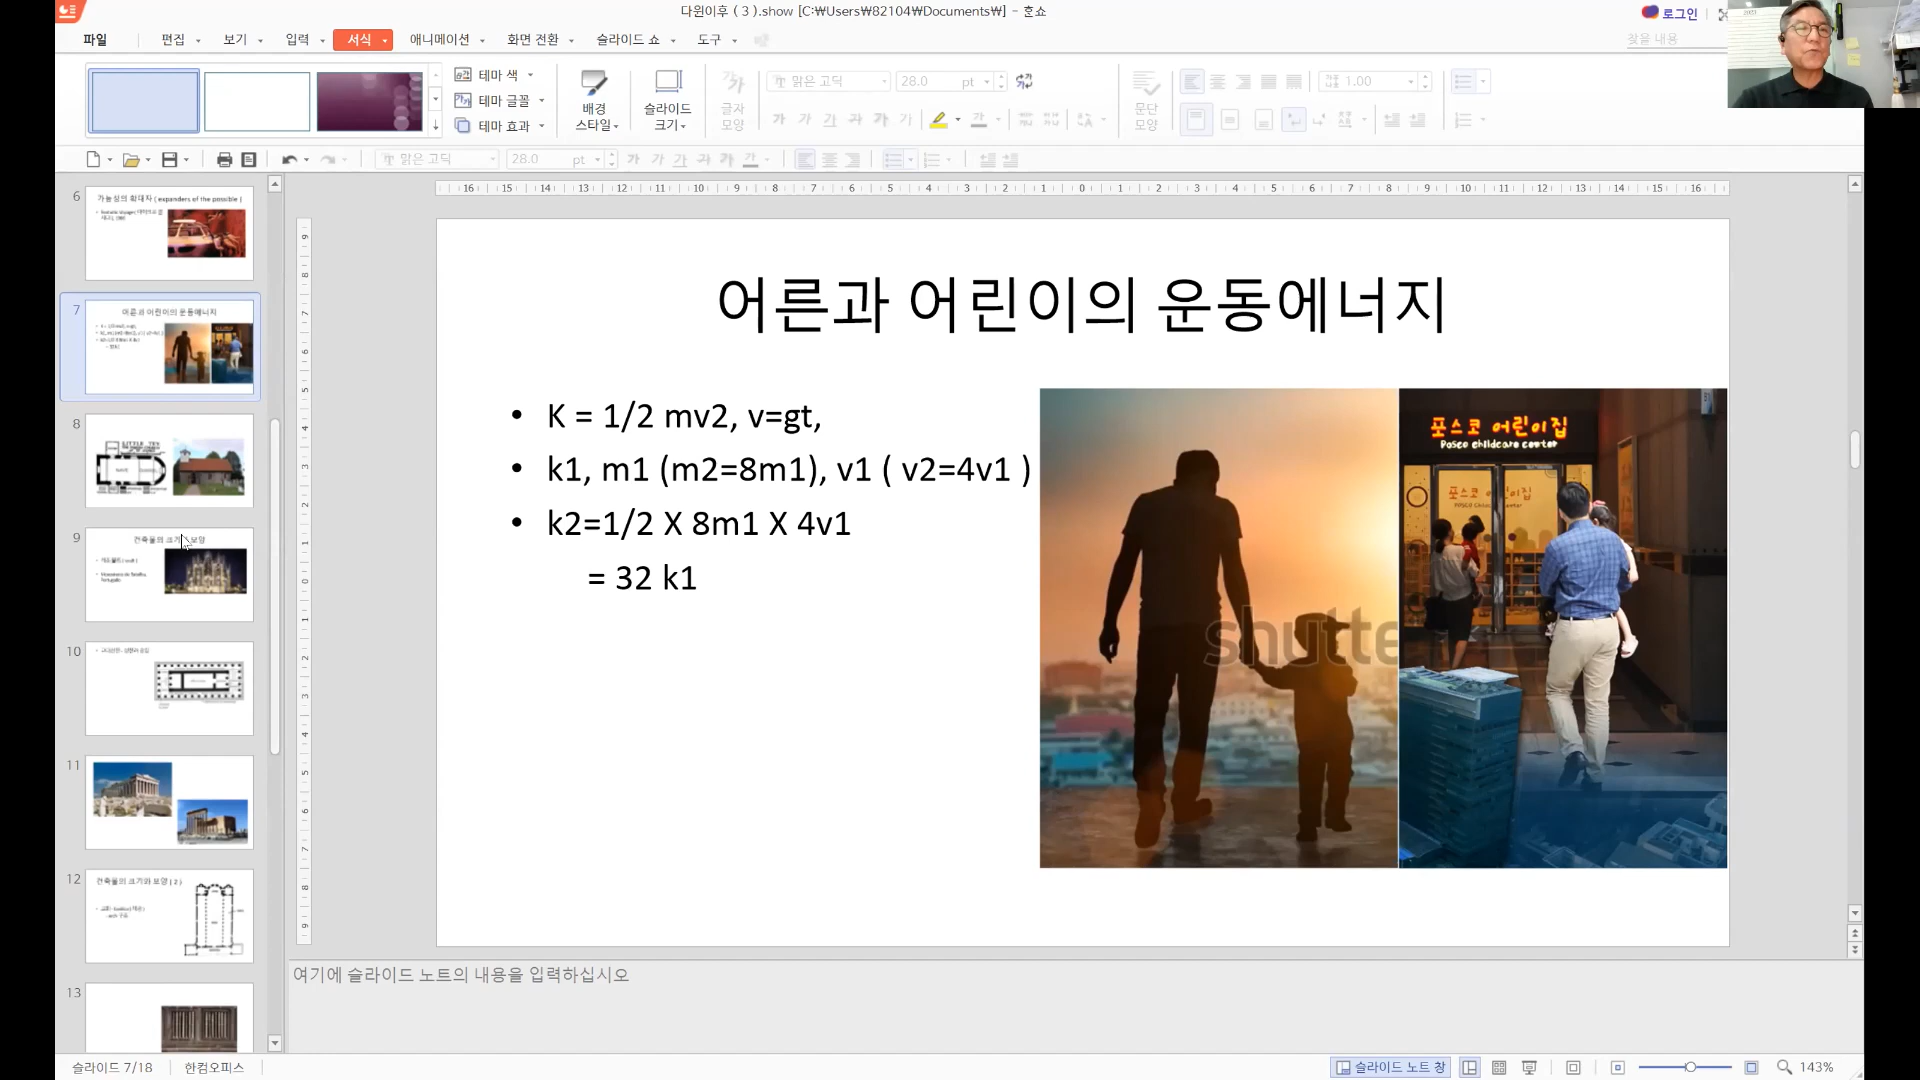 다윈이후 ( 3 ).show [C:₩Users₩82104₩Documents₩] - 훈쇼
로그인
파일 편집 보기 입력 서식 애니메이션 화면 전환 슬라이드 쇼 도구
찾을 내용
테마 색
테마 글꼴
테마 효과
배경
스타일
슬라이드
크기
글자
모양
맑은 고딕 28.0 pt
문단
모양
1.00
맑은 고딕 28.0 pt
6
가능성의 확대자 ( expanders of the possible )
7
어른과 어린이의 운동에너지
8
9
건축물의 크기와 모양
10
11
12
건축물의 크기와 모양 ( 2 )
13
어른과 어린이의 운동에너지
• K = 1/2 mv2, v=gt,
• k1, m1 (m2=8m1), v1 ( v2=4v1 )
• k2=1/2 X 8m1 X 4v1
= 32 k1
포스코 어린이집
Posco childcare center
포스코 어린이집
shutte
여기에 슬라이드 노트의 내용을 입력하십시오
슬라이드 7/18 한컴오피스
슬라이드 노트 창
143%